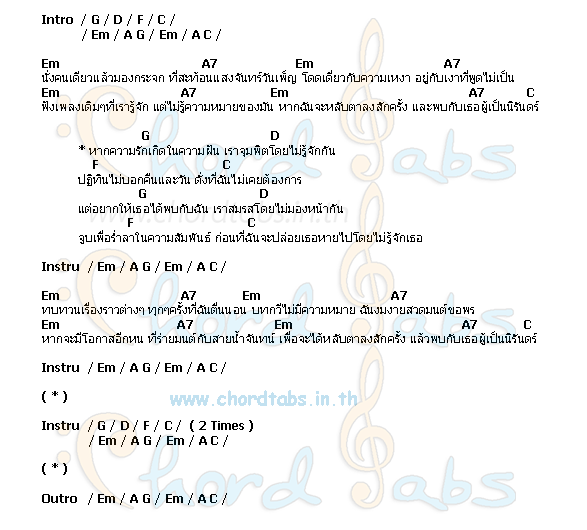 Intro / G / D / F / C /
/ Em / A G / Em / A C /
Em A7 Em A7
นั่งคนเดียวแล้วมองกระจก ที่สะท้อนแสงจันทร์วันเพ็ญ โดดเดี่ยวกับความเหงา อยู่กับเงาที่พูดไม่เป็น
Em A7 Em A7 C
ฟังเพลงเดิมๆที่เรารู้จัก แต่ไม่รู้ความหมายของมัน หากฉันจะหลับตาลงสักครั้ง และพบกับเธอผู้เป็นนิรันดร์
G D
* หากความรักเกิดในความฝัน เราจุมพิตโดยไม่รู้จักกัน
F C
ปฏิทินไม่บอกคืนและวัน ดั่งที่ฉันไม่เคยต้องการ
G D
แต่อยากให้เธอได้พบกับฉัน เราสมรสโดยไม่มองหน้ากัน
F C
จูบเพื่อร่ำลาในความสัมพันธ์ ก่อนที่ฉันจะปล่อยเธอหายไปโดยไม่รู้จักเธอ
Instru / Em / A G / Em / A C /
Em A7 Em A7
ทบทวนเรื่องราวต่างๆ ทุกๆครั้งที่ฉันตื่นนอน บทกวีไม่มีความหมาย ฉันงมงายสวดมนต์ขอพร
Em A7 Em A7 C
หากจะมีโอกาสอีกหน ที่ร่ายมนต์กับสายน้ำจันทน์ เพื่อจะได้หลับตาลงสักครั้ง แล้วพบกับเธอผู้เป็นนิรันดร์
Instru / Em / A G / Em / A C /
( * )
www.chordtabs.in.th
Instru / G / D / F / C / ( 2 Times )
/ Em / A G / Em / A C /
( * )
Outro / Em / A G / Em / A C /